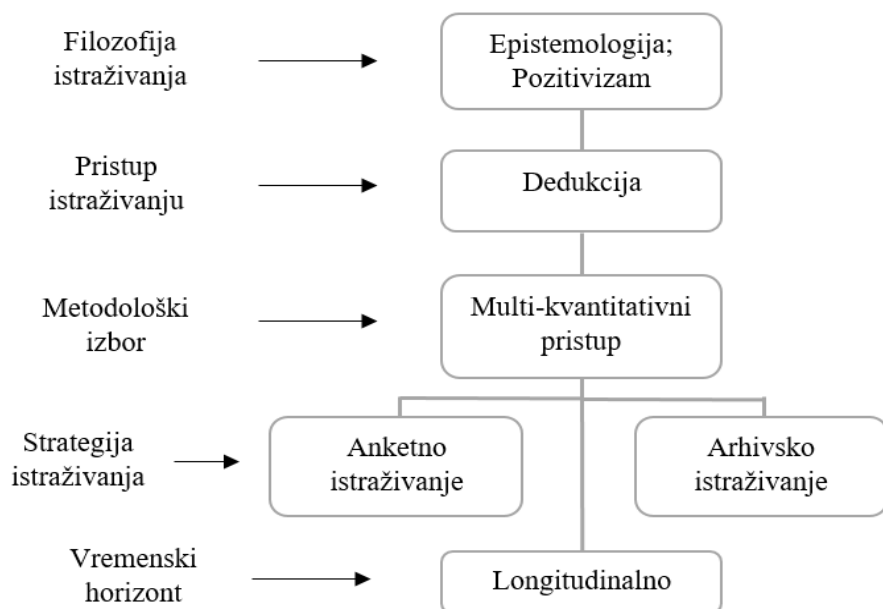 Filozofija
istraživanja
Epistemologija;
Pozitivizam
Pristup
istraživanju
Dedukcija
Metodološki
izbor
Multi-kvantitativni
pristup
Strategija
istraživanja
Anketno
istraživanje
Arhivsko
istraživanje
Vremenski
horizont
Longitudinalno